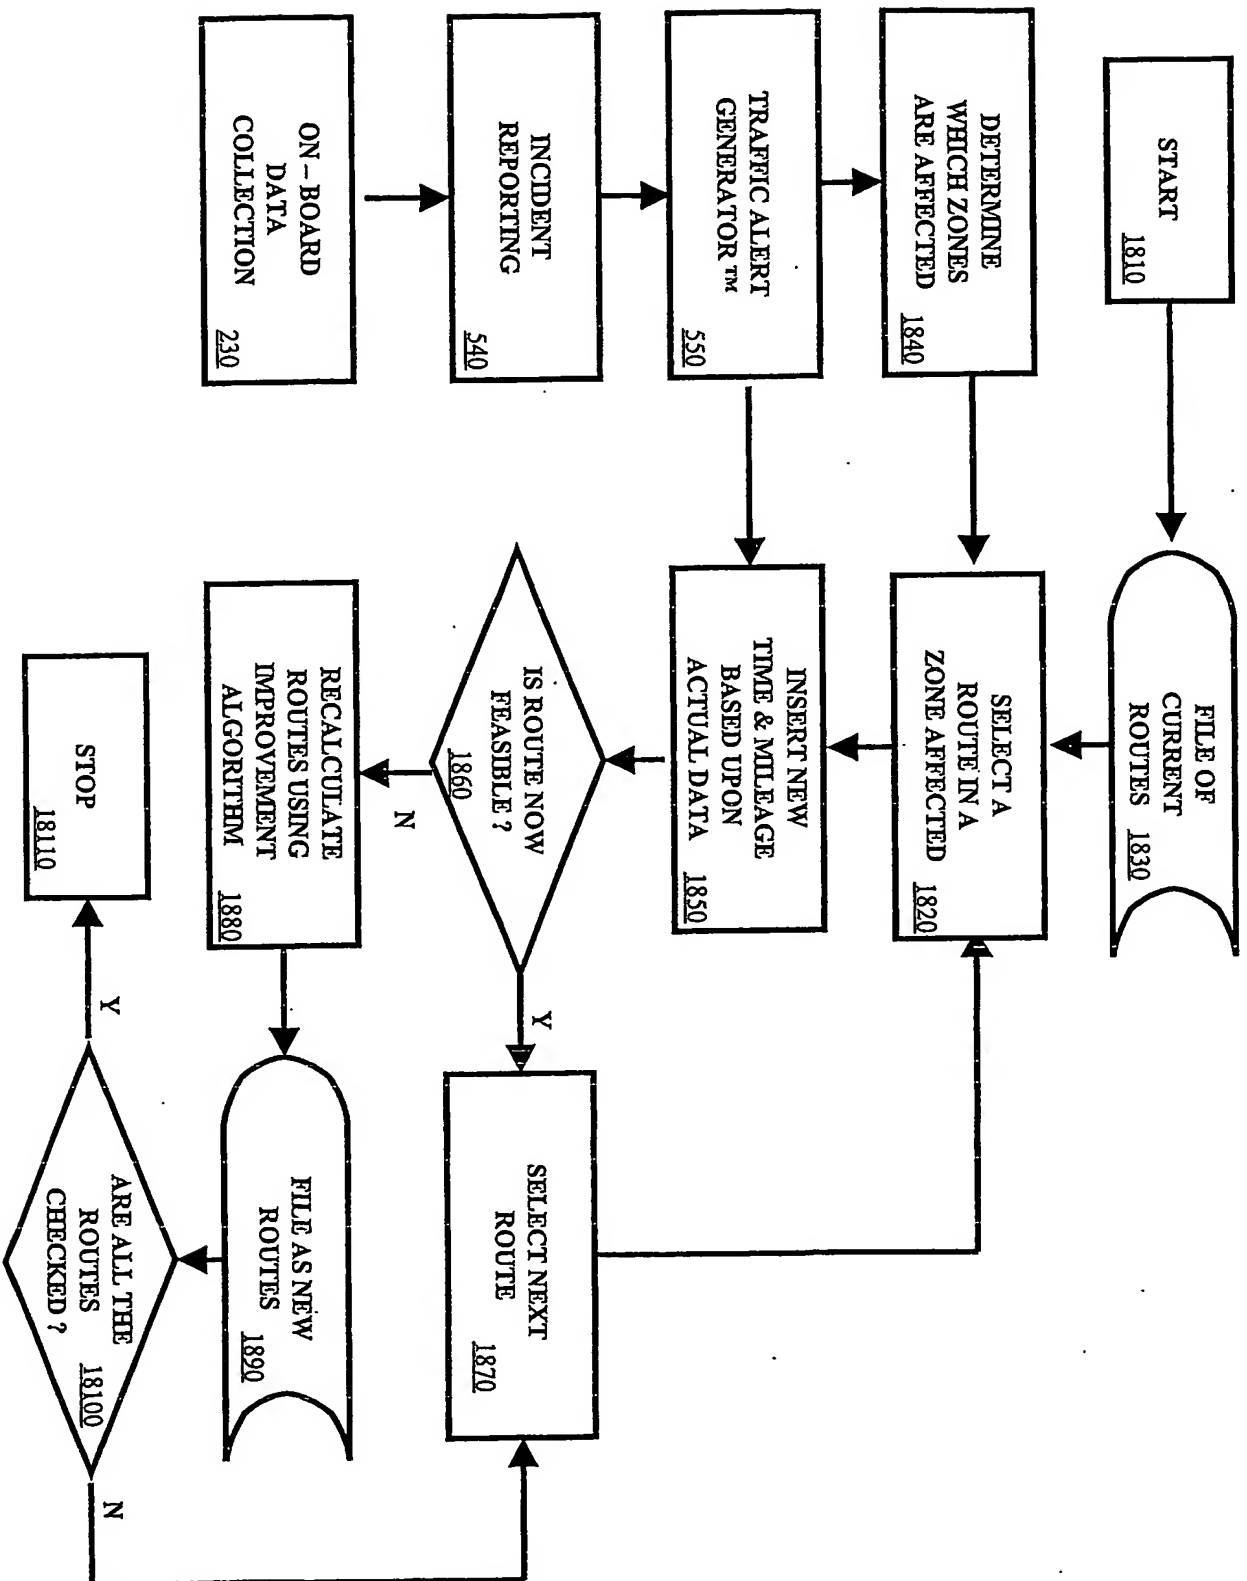 START
1810
FILE OF
CURRENT
ROUTES 1830
DETERMINE
WHICH ZONES
ARE AFFECTED
1840
SELECT A
ROUTE IN A
ZONE AFFECTED
1820
TRAFFIC ALERT
GENERATOR ™
550
INSERT NEW
TIME & MILEAGE
BASED UPON
ACTUAL DATA
1850
INCIDENT
REPORTING
540
IS ROUTE NOW
FEASIBLE ?
1860
Y
N
SELECT NEXT
ROUTE
1870
ON – BOARD
DATA
COLLECTION
230
RECALCULATE
ROUTES USING
IMPROVEMENT
ALGORITHM
1880
FILE AS NEW
ROUTES
1890
STOP
18110
Y
ARE ALL THE
ROUTES
CHECKED ?
18100
N